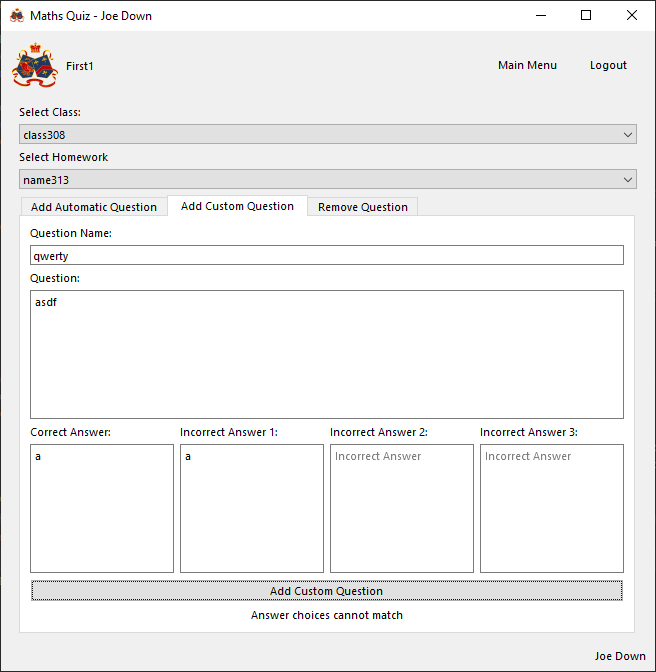 Maths Quiz - Joe Down
First1
Main Menu
Logout
Select Class:
class308
Select Homework
name313
Add Automatic Question
Add Custom Question
Remove Question
Question Name:
qwerty
Question:
asdf
Correct Answer:
Incorrect Answer 1:
Incorrect Answer 2:
Incorrect Answer 3:
a
a
Incorrect Answer
Incorrect Answer
Add Custom Question
Answer choices cannot match
Joe Down